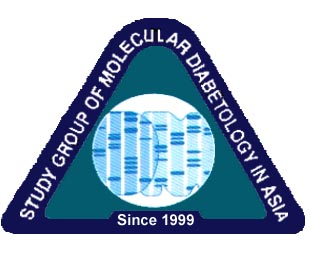 STUDY GROUP OF MOLECULAR DIABETOLOGY IN ASIA
Since 1999